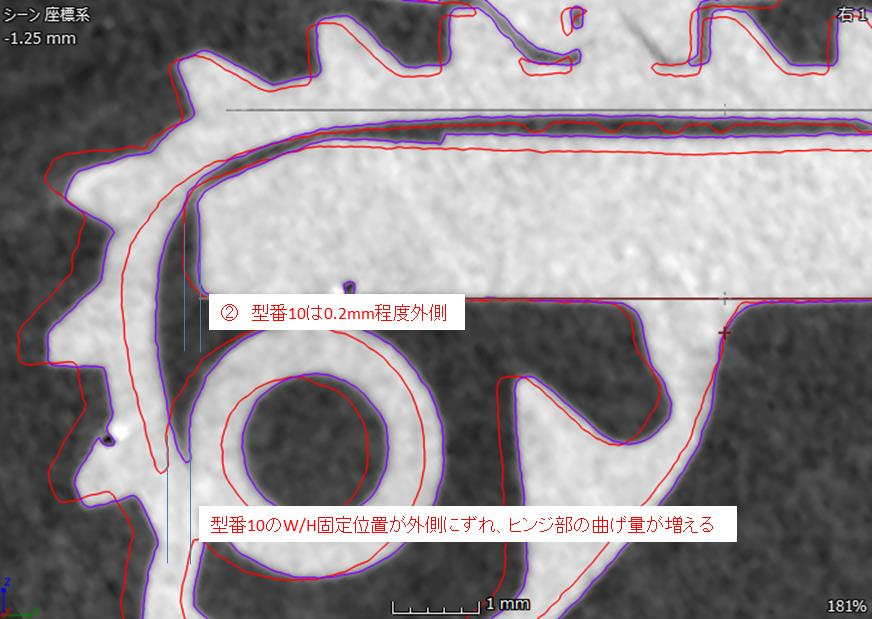 シーン 座標系
右 1
-1.25 mm
② 型番10は0.2mm程度外側
型番10のW/H固定位置が外側にずれ、ヒンジ部の曲げ量が増える
1 mm
181%
z